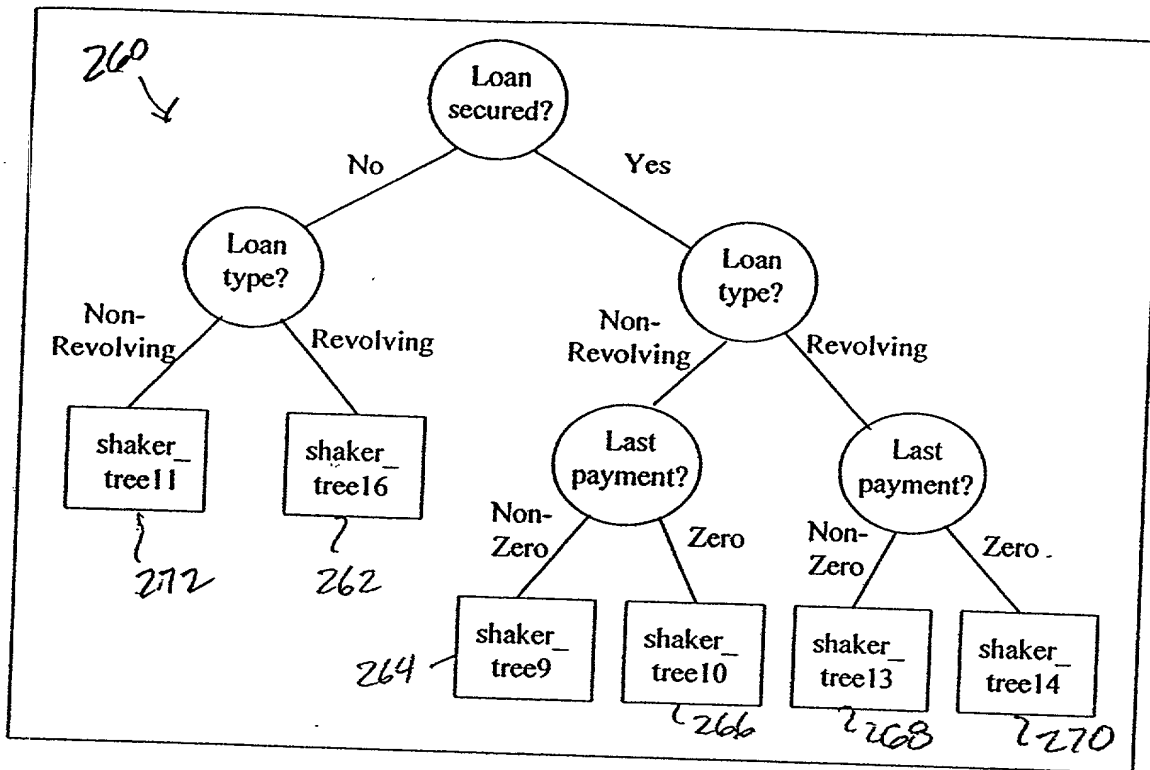 260
Loan
secured?
No
Yes
Loan
type?
Loan
type?
Non-
Revolving
Revolving
Non-
Revolving
Revolving
shaker_
tree11
shaker_
tree16
Last
payment?
Last
payment?
272
262
Non-
Zero
Zero
Non-
Zero
Zero
shaker_
tree9
shaker_
tree10
shaker_
tree13
shaker_
tree14
264
266
268
270